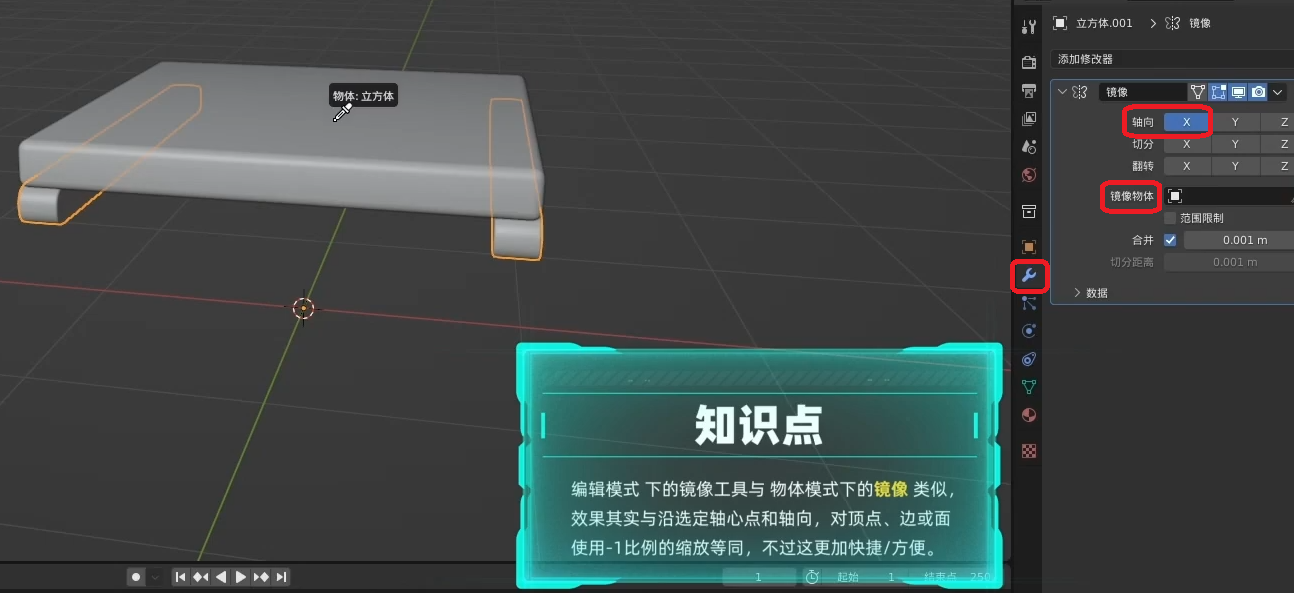 立方体.001 > 镜像
添加修改器
镜像
轴向 X Y Z
切分 X Y Z
翻转 X Y Z
镜像物体
范围限制
合并 0.001 m
切分距离 0.001 m
数据
物体: 立方体
知识点
编辑模式 下的镜像工具与 物体模式下的镜像 类似，
效果其实与沿选定轴心点和轴向，对顶点、边或面
使用-1比例的缩放等同，不过这更加快捷/方便。
1 起始 1 结束点 250